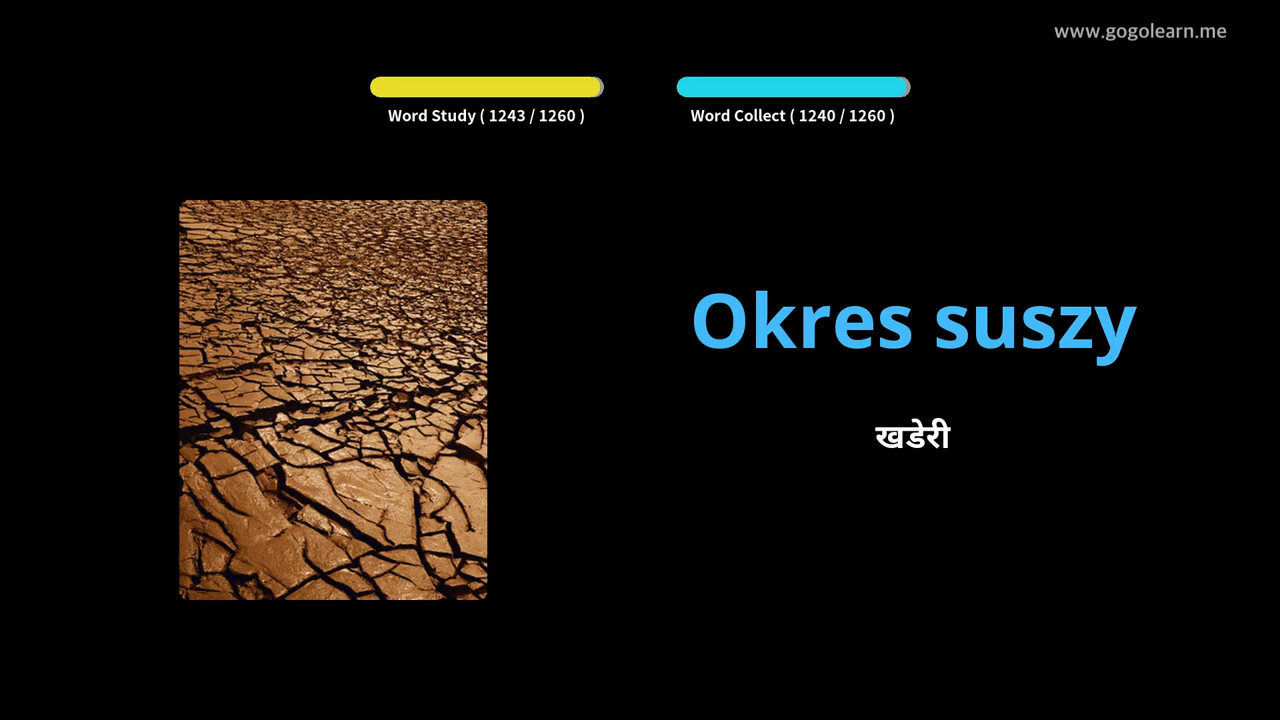 www.gogolearn.me
Word Study ( 1243 / 1260 )
Word Collect ( 1240 / 1260 )
Okres suszy
खडेरी